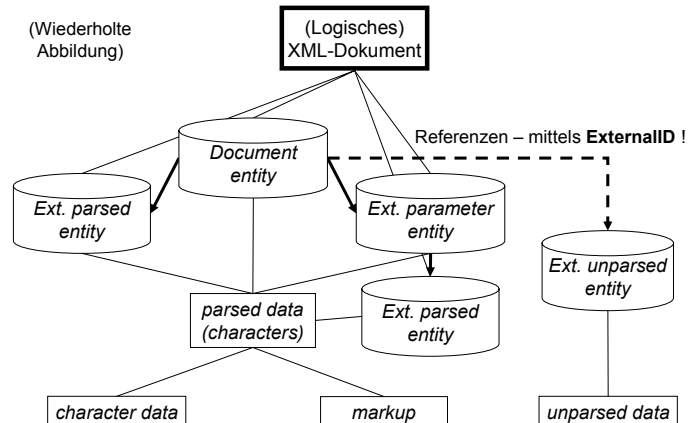 (Wiederholte
Abbildung)
(Logisches)
XML-Dokument
Referenzen – mittels ExternalID !
Document
entity
Ext. parsed
entity
Ext. parameter
entity
Ext. unparsed
entity
parsed data
(characters)
Ext. parsed
entity
character data
markup
unparsed data